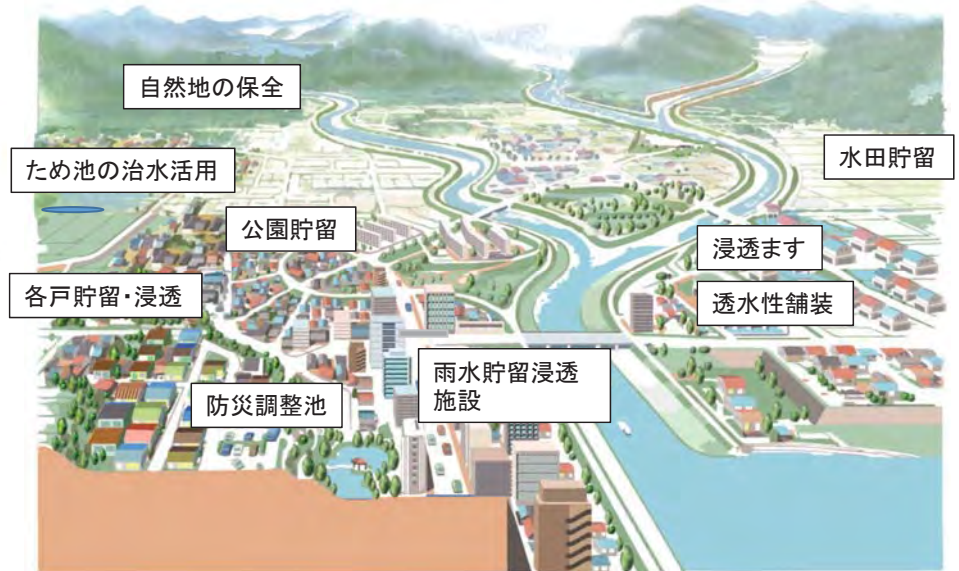 自然地の保全
水田貯留
ため池の治水活用
公園貯留
浸透ます
各戸貯留・浸透
透水性舗装
雨水貯留浸透
施設
防災調整池